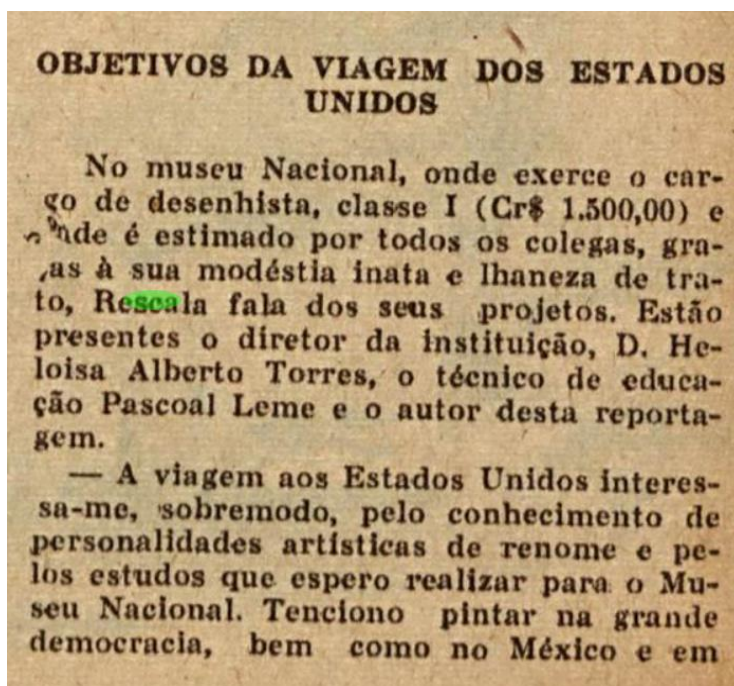 OBJETIVOS DA VIAGEM DOS ESTADOS
UNIDOS
No museu Nacional, onde exerce o car-
go de desenhista, classe I (Cr$ 1.500,00) e
onde é estimado por todos os colegas, gra-
ças à sua modéstia inata e lhaneza de tra-
to, Rescala fala dos seus projetos. Estão
presentes o diretor da instituição, D. He-
loisa Alberto Torres, o técnico de educa-
ção Pascoal Leme e o autor desta reporta-
gem.
— A viagem aos Estados Unidos interes-
sa-me, sobremodo, pelo conhecimento de
personalidades artísticas de renome e pe-
los estudos que espero realizar para o Mu-
seu Nacional. Tenciono pintar na grande
democracia, bem como no México e em